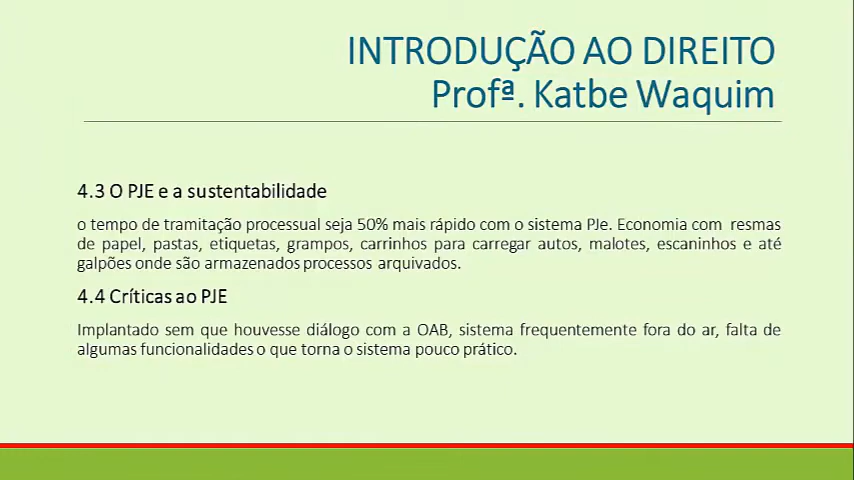 INTRODUÇÃO AO DIREITO
Profª. Katbe Waquim
4.3 O PJE e a sustentabilidade
o tempo de tramitação processual seja 50% mais rápido com o sistema PJe. Economia com resmas
de papel, pastas, etiquetas, grampos, carrinhos para carregar autos, malotes, escaninhos e até
galpões onde são armazenados processos arquivados.
4.4 Críticas ao PJE
Implantado sem que houvesse diálogo com a OAB, sistema frequentemente fora do ar, falta de
algumas funcionalidades o que torna o sistema pouco prático.